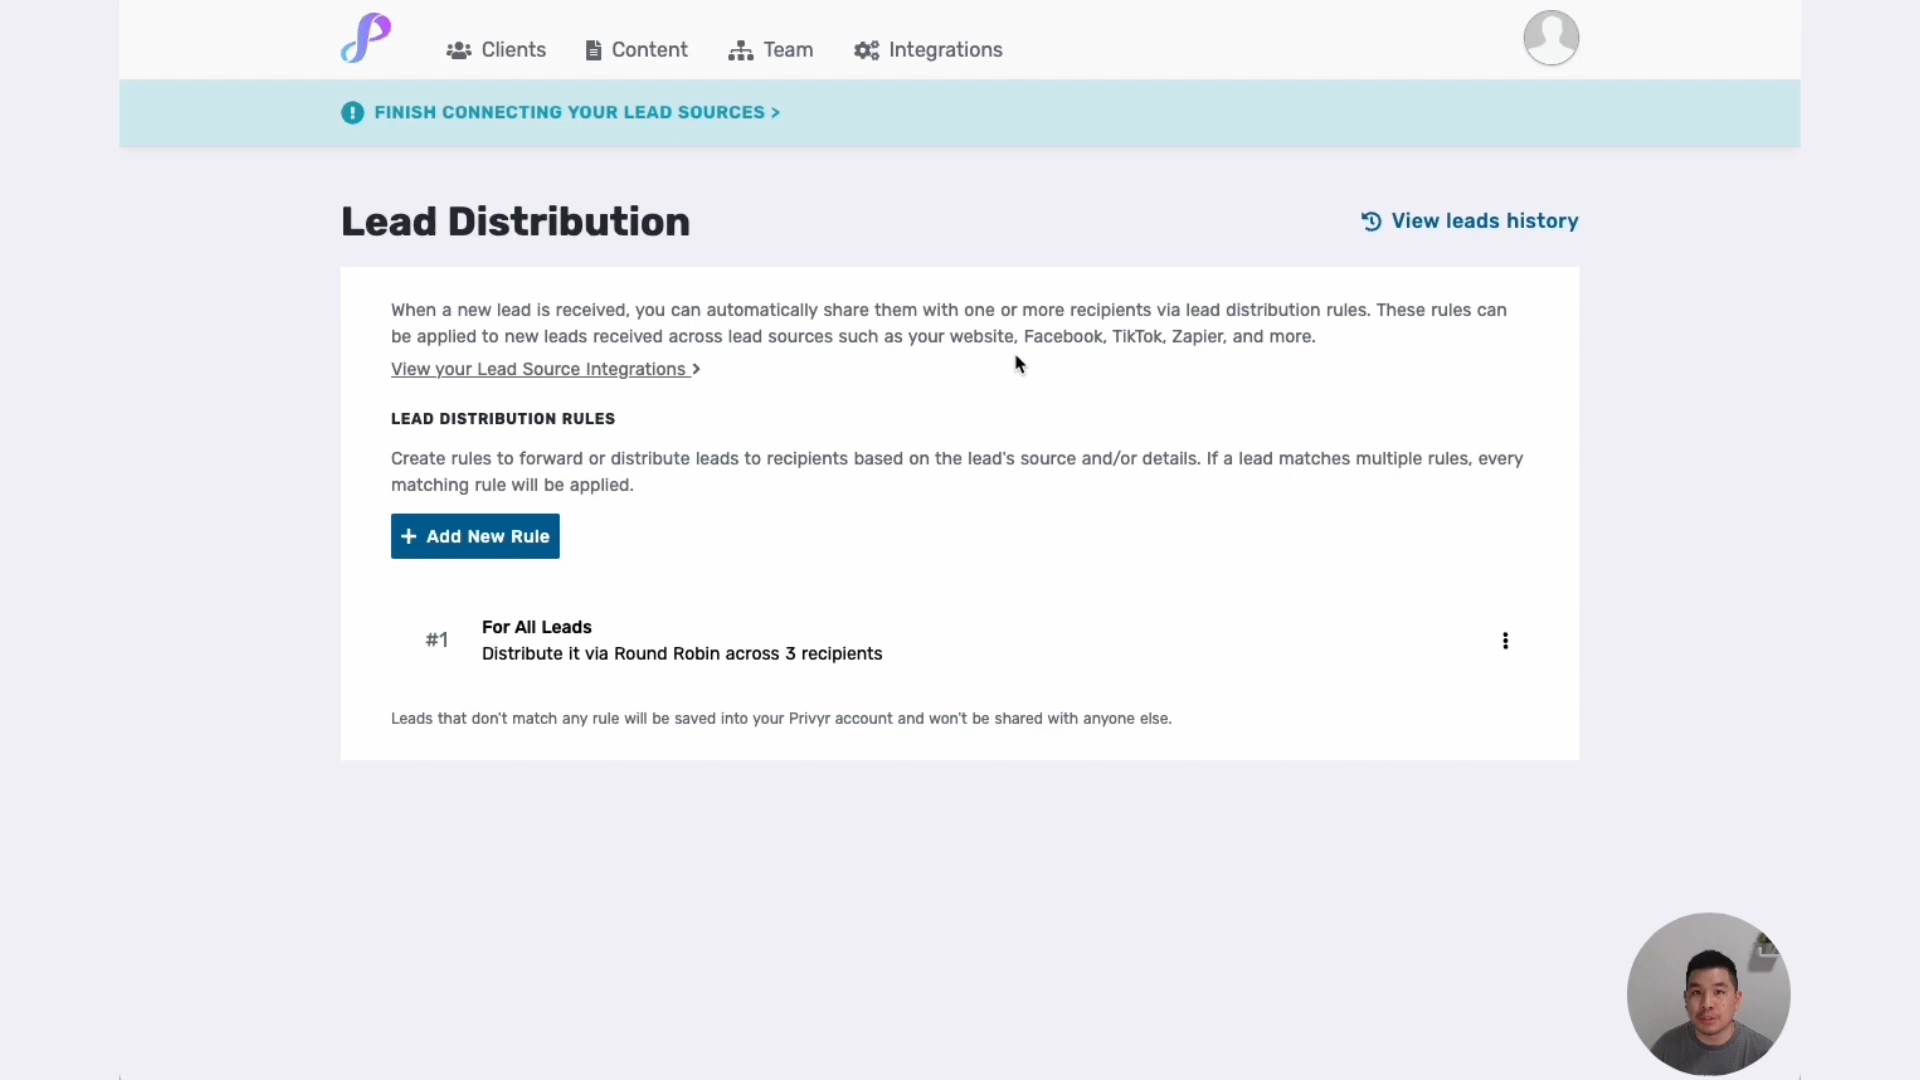 Clients
Content
Team
Integrations
FINISH CONNECTING YOUR LEAD SOURCES >
Lead Distribution
View leads history
When a new lead is received, you can automatically share them with one or more recipients via lead distribution rules. These rules can
be applied to new leads received across lead sources such as your website, Facebook, TikTok, Zapier, and more.
View your Lead Source Integrations >
LEAD DISTRIBUTION RULES
Create rules to forward or distribute leads to recipients based on the lead's source and/or details. If a lead matches multiple rules, every
matching rule will be applied.
+ Add New Rule
#1
For All Leads
Distribute it via Round Robin across 3 recipients
Leads that don't match any rule will be saved into your Privyr account and won't be shared with anyone else.